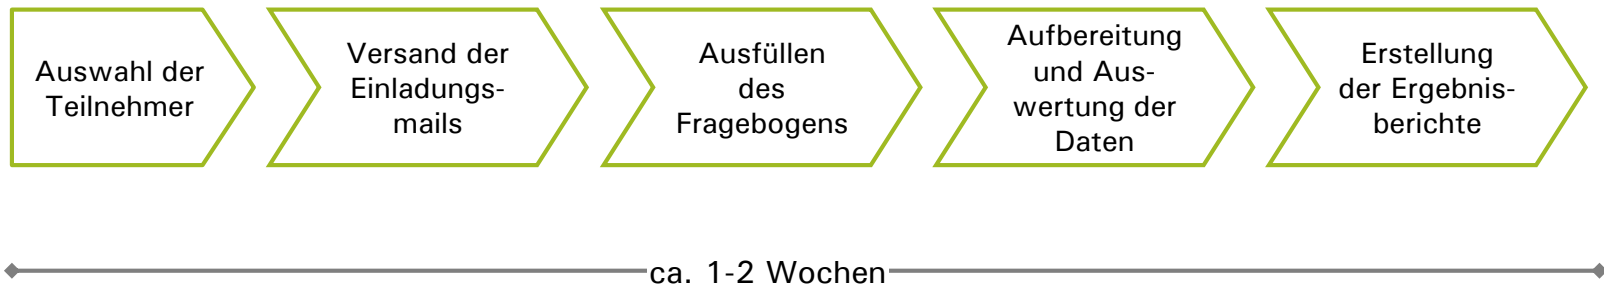 Auswahl der
Teilnehmer
Versand der
Einladungs-
mails
Ausfüllen
des
Fragebogens
Aufbereitung
und Aus-
wertung der
Daten
Erstellung
der Ergebnis-
berichte
ca. 1-2 Wochen